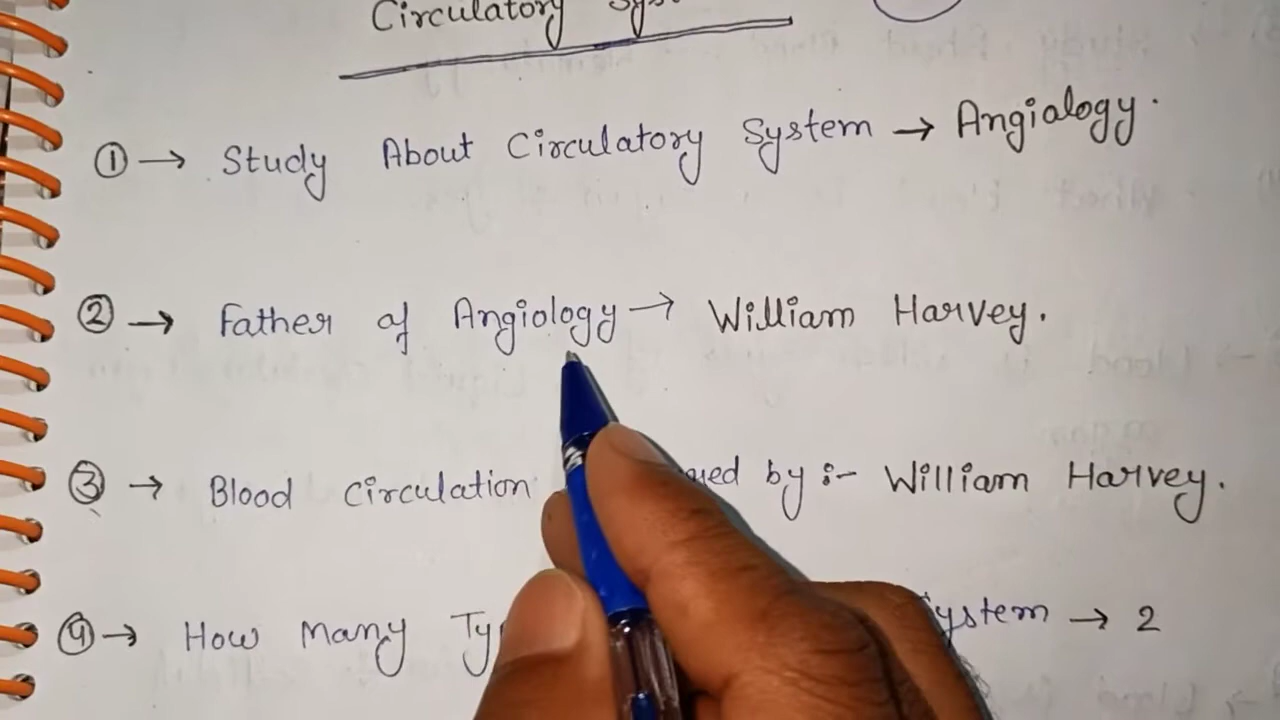 Circulatory
① → Study About Circulatory System → Angialogy.
② → Father of Angiology → William Harvey.
③ → Blood Circulation by :- William Harvey.
④ → How Many System → 2